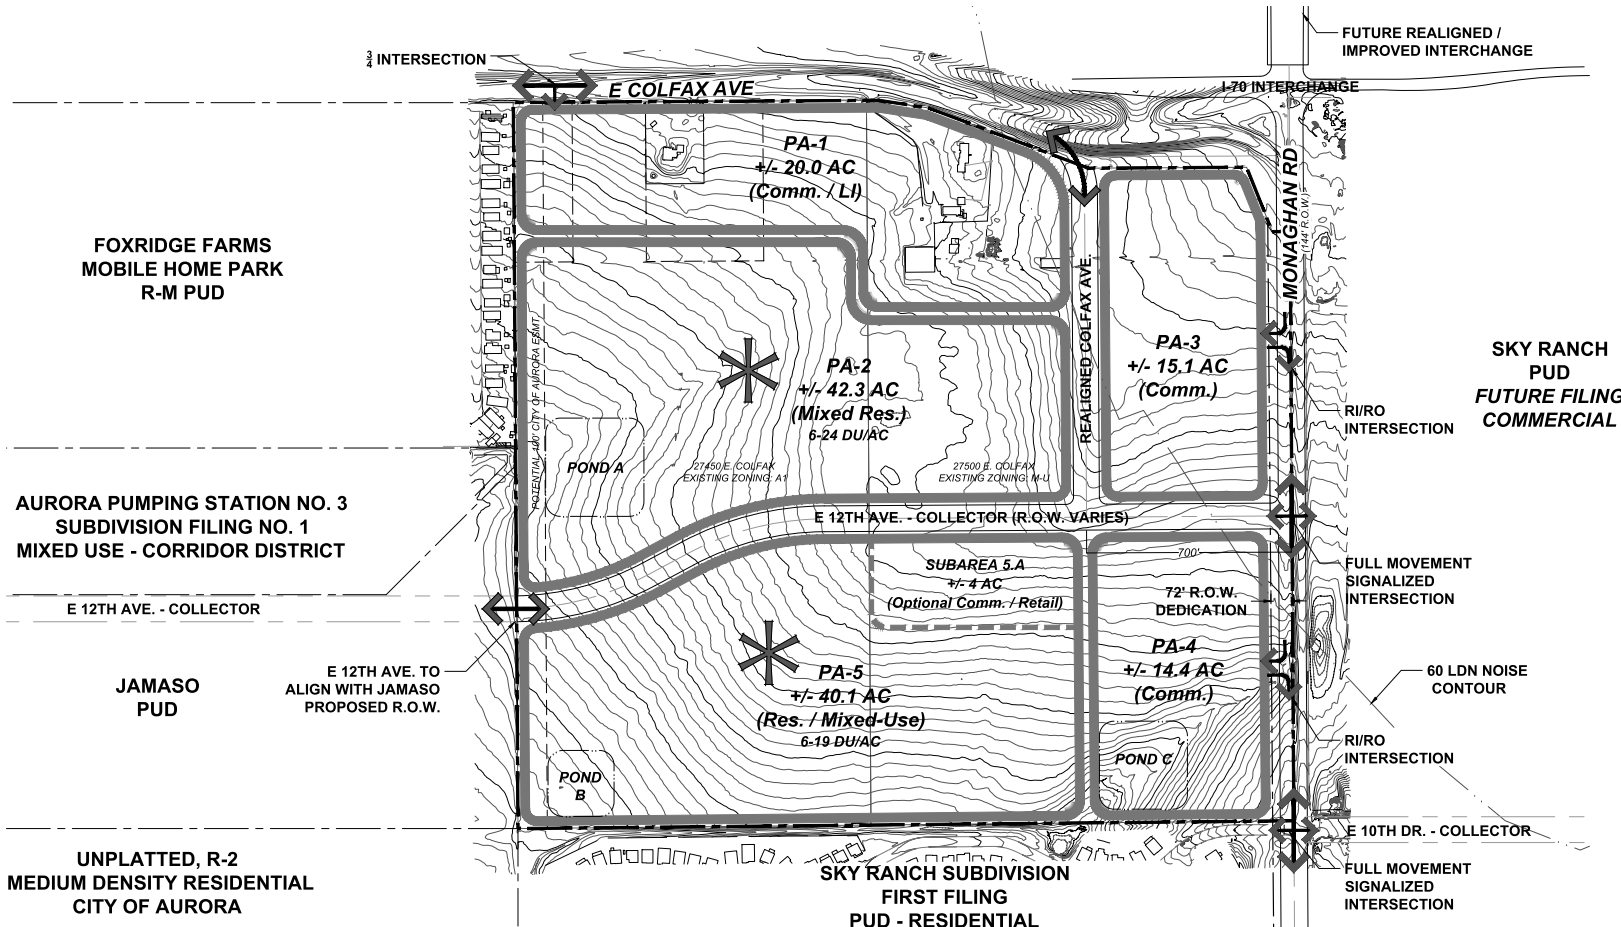 FUTURE REALIGNED /
IMPROVED INTERCHANGE
3/4 INTERSECTION
E COLFAX AVE
I-70 INTERCHANGE
PA-1
+/- 20.0 AC
(Comm. / LI)
MONAGHAN RD
(144' R.O.W.)
FOXRIDGE FARMS
MOBILE HOME PARK
R-M PUD
REALIGNED COLFAX AVE.
POTENTIAL 100' CITY OF AURORA ESMT.
PA-2
+/- 42.3 AC
(Mixed Res.)
6-24 DU/AC
PA-3
+/- 15.1 AC
(Comm.)
SKY RANCH
PUD
FUTURE FILING
COMMERCIAL
RI/RO
INTERSECTION
POND A
27450 E. COLFAX
EXISTING ZONING: A1
27500 E. COLFAX
EXISTING ZONING: M-U
AURORA PUMPING STATION NO. 3
SUBDIVISION FILING NO. 1
MIXED USE - CORRIDOR DISTRICT
E 12TH AVE. - COLLECTOR (R.O.W. VARIES)
700'
SUBAREA 5.A
+/- 4 AC
(Optional Comm. / Retail)
72' R.O.W.
DEDICATION
FULL MOVEMENT
SIGNALIZED
INTERSECTION
E 12TH AVE. - COLLECTOR
E 12TH AVE. TO
ALIGN WITH JAMASO
PROPOSED R.O.W.
JAMASO
PUD
PA-5
+/- 40.1 AC
(Res. / Mixed-Use)
6-19 DU/AC
PA-4
+/- 14.4 AC
(Comm.)
60 LDN NOISE
CONTOUR
RI/RO
INTERSECTION
POND
B
POND C
E 10TH DR. - COLLECTOR
FULL MOVEMENT
SIGNALIZED
INTERSECTION
UNPLATTED, R-2
MEDIUM DENSITY RESIDENTIAL
CITY OF AURORA
SKY RANCH SUBDIVISION
FIRST FILING
PUD - RESIDENTIAL